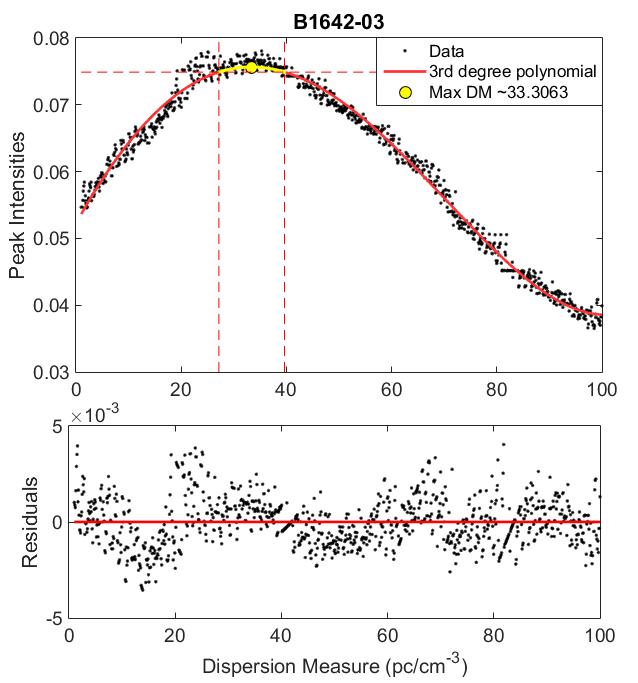 B1642-03
0.08
0.07
0.06
0.05
0.04
0.03
Peak Intensities
Data
3rd degree polynomial
Max DM ~33.3063
0 20 40 60 80 100
×10⁻³
5
0
-5
Residuals
0 20 40 60 80 100
Dispersion Measure (pc/cm⁻³)